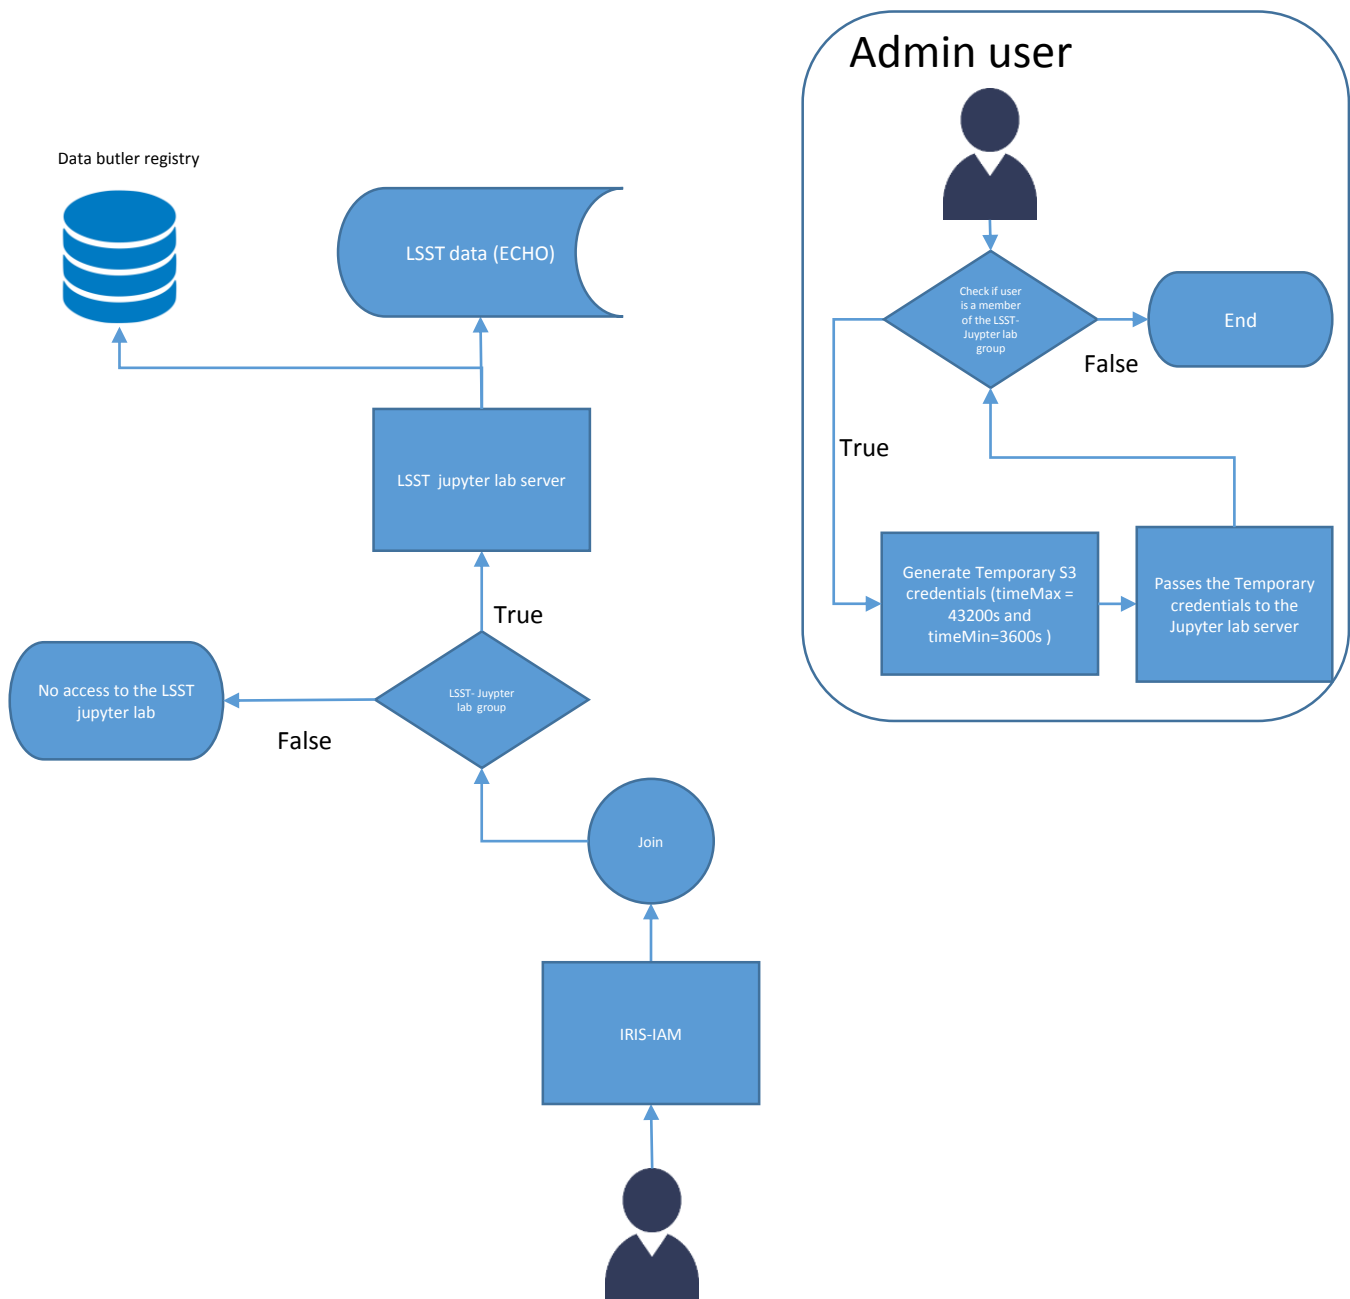 Admin user
Data butler registry
LSST data (ECHO)
Check if user
is a member
of the LSST-
Juypter lab
group
End
False
True
LSST  jupyter lab server
Generate Temporary S3
credentials (timeMax =
43200s and
timeMin=3600s )
Passes the Temporary
credentials to the
Jupyter lab server
True
No access to the LSST
jupyter lab
LSST- Juypter
lab  group
False
Join
IRIS-IAM